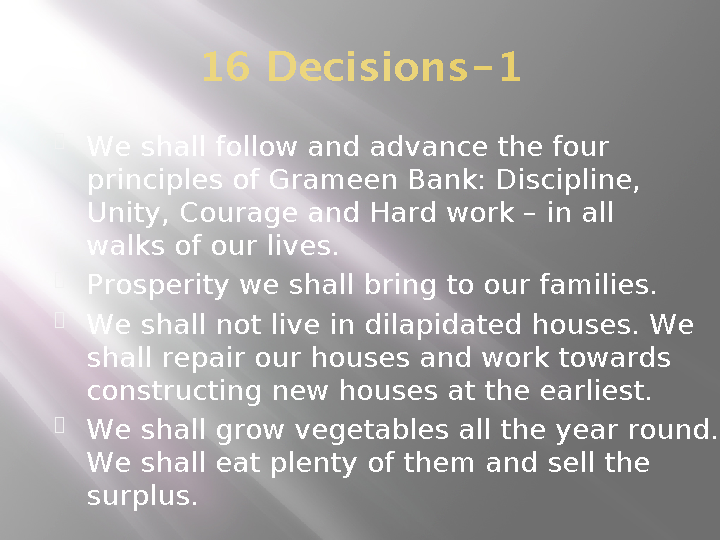 16 Decisions-1
We shall follow and advance the four
principles of Grameen Bank: Discipline,
Unity, Courage and Hard work – in all
walks of our lives.
Prosperity we shall bring to our families.
We shall not live in dilapidated houses. We
shall repair our houses and work towards
constructing new houses at the earliest.
We shall grow vegetables all the year round.
We shall eat plenty of them and sell the
surplus.